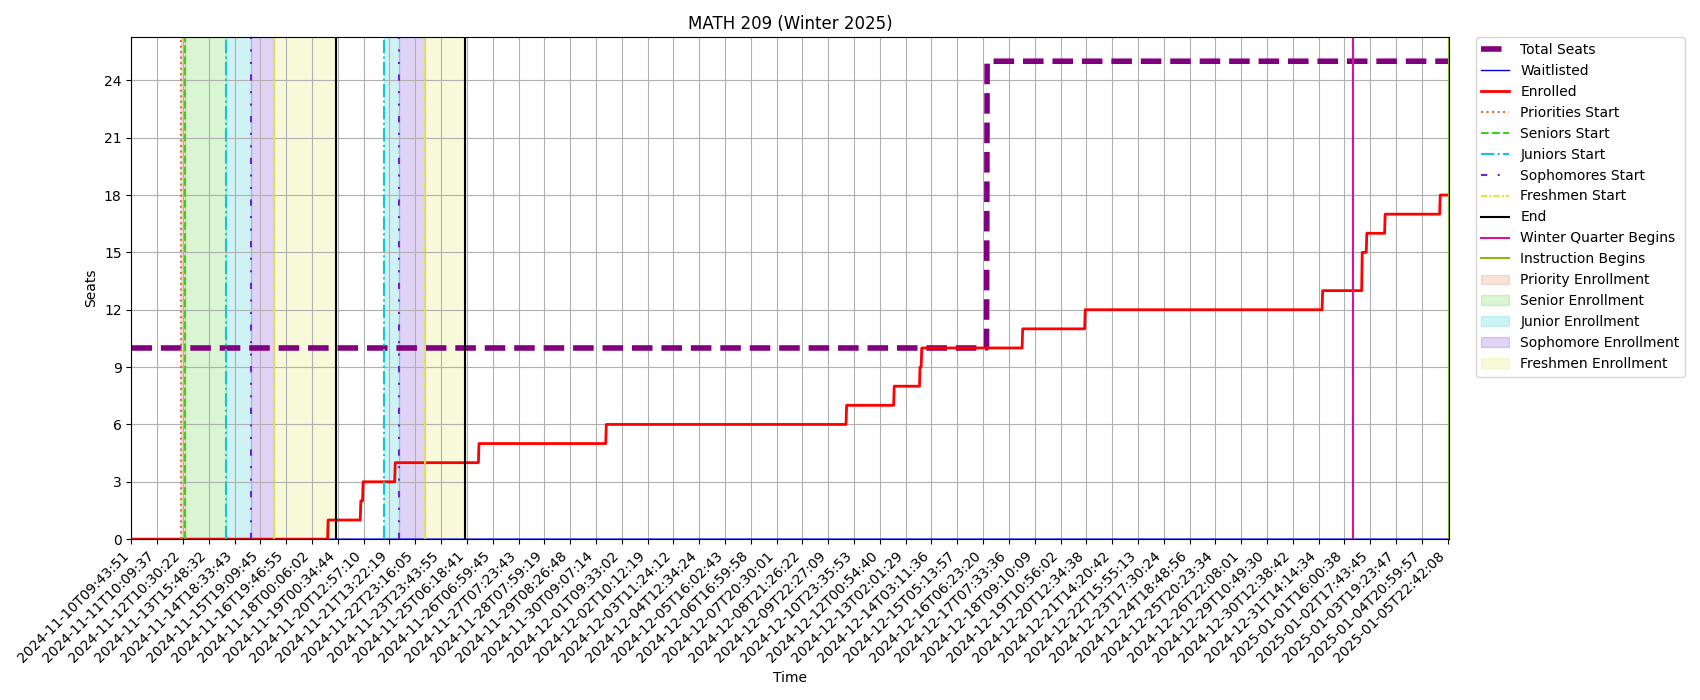 MATH 209 (Winter 2025)
Seats
24
21
18
15
12
9
6
3
0
2024-11-10T09:43:51
2024-11-11T10:09:37
2024-11-12T10:30:22
2024-11-13T15:48:32
2024-11-14T18:33:43
2024-11-15T19:09:45
2024-11-16T19:46:55
2024-11-18T00:06:02
2024-11-19T00:34:44
2024-11-20T12:57:10
2024-11-21T13:22:19
2024-11-22T23:16:05
2024-11-23T23:43:55
2024-11-25T06:18:41
2024-11-26T06:59:45
2024-11-27T07:23:43
2024-11-28T07:59:19
2024-11-29T08:26:48
2024-11-30T09:07:14
2024-12-01T09:33:02
2024-12-02T10:12:19
2024-12-03T11:24:12
2024-12-04T12:34:24
2024-12-05T16:02:43
2024-12-06T16:59:58
2024-12-07T20:30:01
2024-12-08T21:26:22
2024-12-09T22:27:09
2024-12-10T23:35:53
2024-12-12T00:54:40
2024-12-13T02:01:29
2024-12-14T03:11:36
2024-12-15T05:13:57
2024-12-16T06:23:20
2024-12-17T07:33:36
2024-12-18T09:10:09
2024-12-19T10:56:02
2024-12-20T12:34:38
2024-12-21T14:20:42
2024-12-22T15:55:13
2024-12-23T17:30:24
2024-12-24T18:48:56
2024-12-25T20:23:34
2024-12-26T22:08:01
2024-12-29T10:49:30
2024-12-30T12:38:42
2024-12-31T14:14:34
2025-01-01T16:00:38
2025-01-02T17:43:45
2025-01-03T19:23:47
2025-01-04T20:59:57
2025-01-05T22:42:08
Time
Total Seats
Waitlisted
Enrolled
Priorities Start
Seniors Start
Juniors Start
Sophomores Start
Freshmen Start
End
Winter Quarter Begins
Instruction Begins
Priority Enrollment
Senior Enrollment
Junior Enrollment
Sophomore Enrollment
Freshmen Enrollment